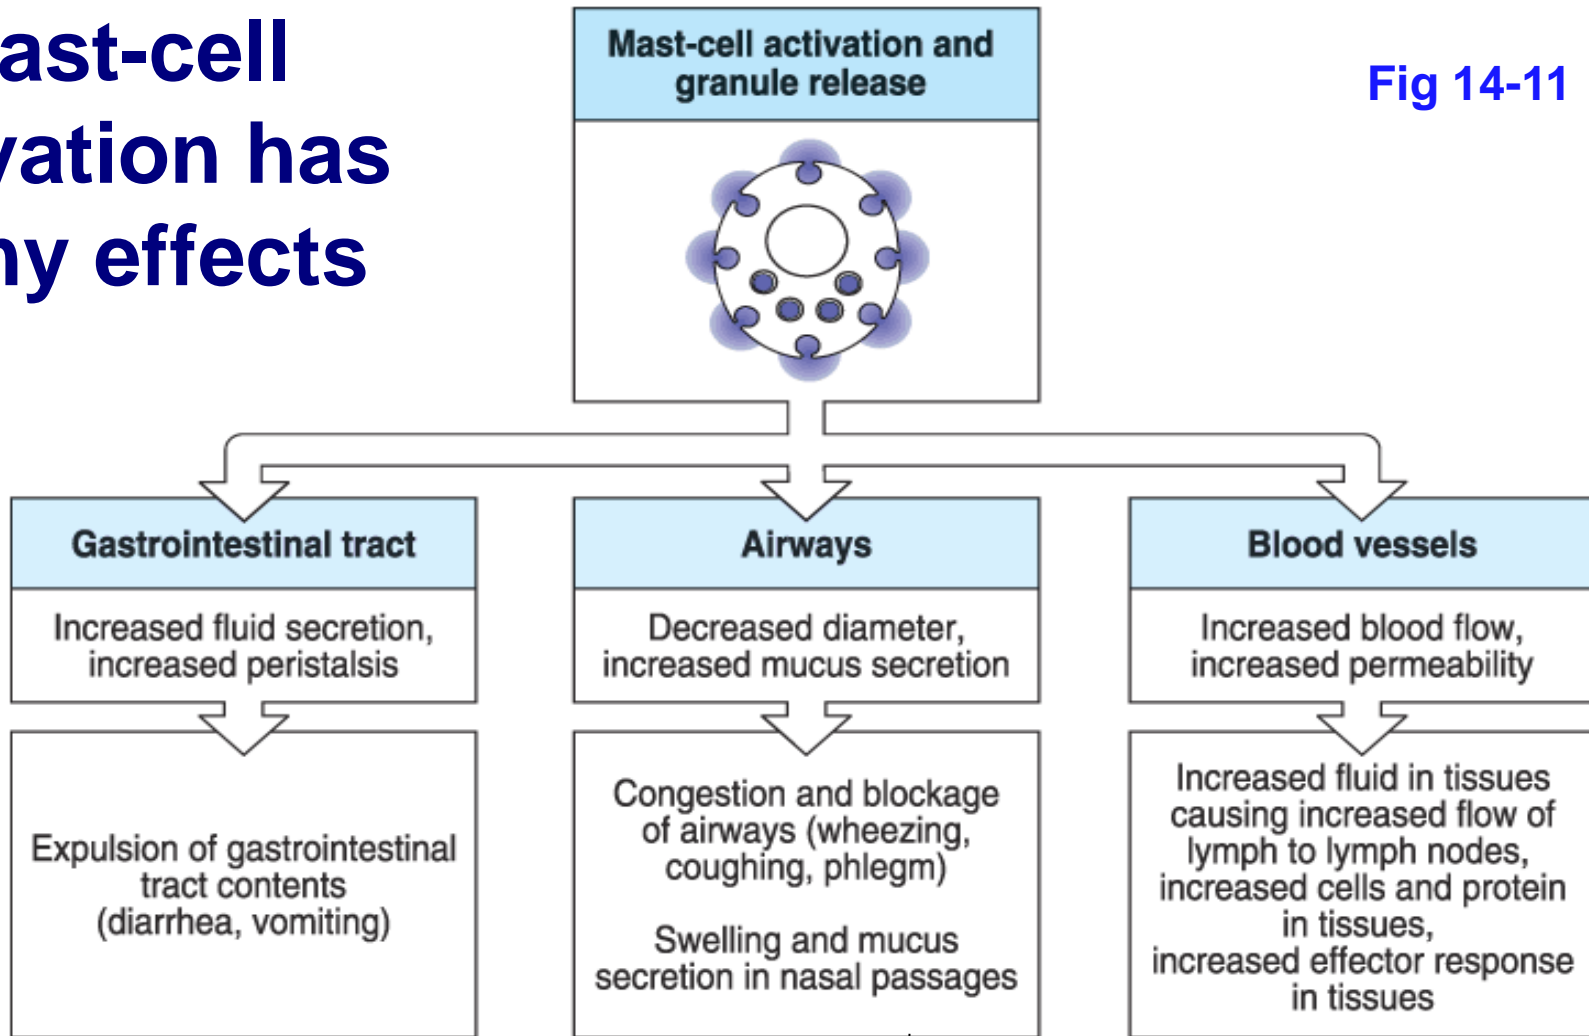 ast-cell
vation has
ny effects
Fig 14-11
Mast-cell activation and
granule release
Gastrointestinal tract
Increased fluid secretion,
increased peristalsis
Expulsion of gastrointestinal
tract contents
(diarrhea, vomiting)
Airways
Decreased diameter,
increased mucus secretion
Congestion and blockage
of airways (wheezing,
coughing, phlegm)
Swelling and mucus
secretion in nasal passages
Blood vessels
Increased blood flow,
increased permeability
Increased fluid in tissues
causing increased flow of
lymph to lymph nodes,
increased cells and protein
in tissues,
increased effector response
in tissues